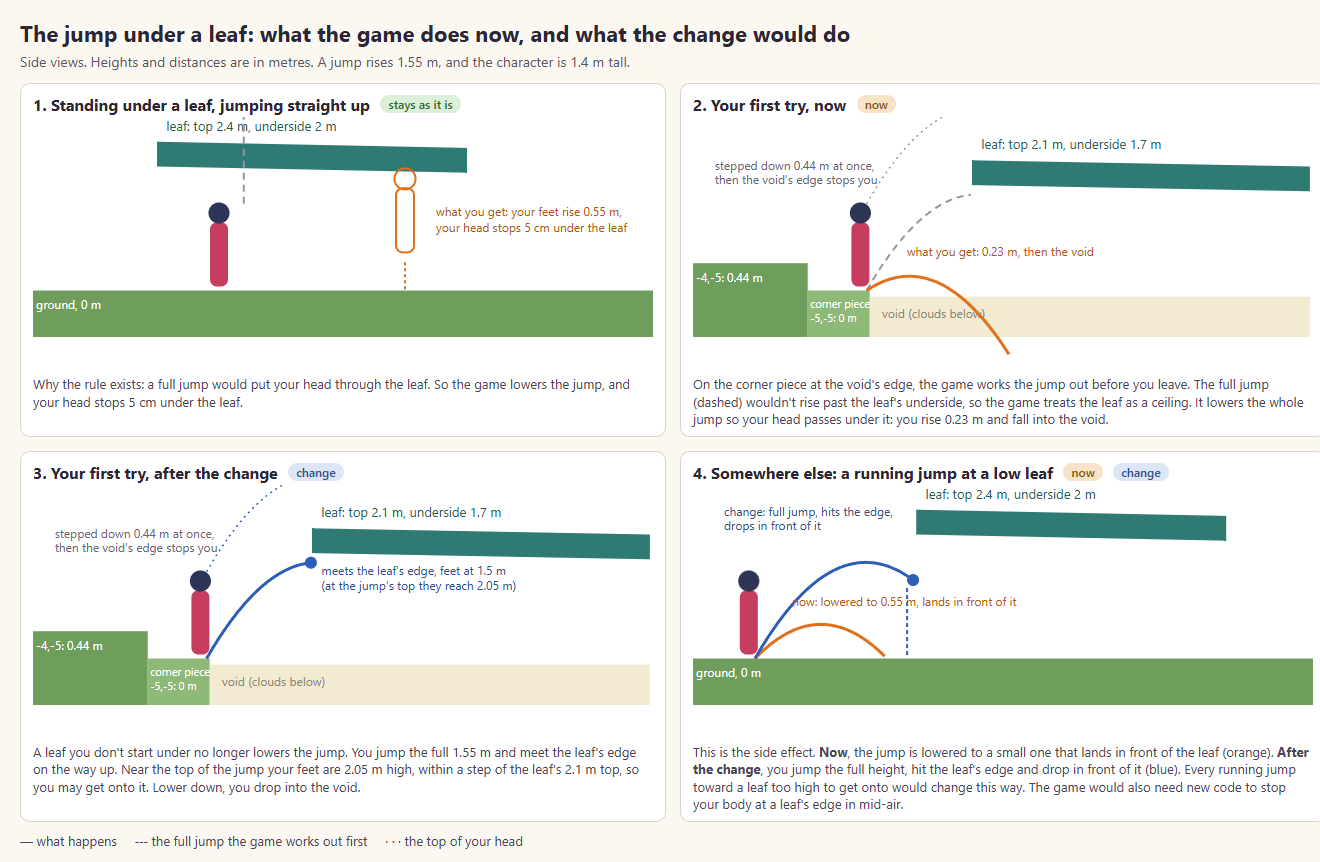 The jump under a leaf: what the game does now, and what the change would do
Side views. Heights and distances are in metres. A jump rises 1.55 m, and the character is 1.4 m tall.
1. Standing under a leaf, jumping straight up
stays as it is
leaf: top 2.4 m, underside 2 m
what you get: your feet rise 0.55 m,
your head stops 5 cm under the leaf
ground, 0 m
Why the rule exists: a full jump would put your head through the leaf. So the game lowers the jump, and
your head stops 5 cm under the leaf.
2. Your first try, now
now
leaf: top 2.1 m, underside 1.7 m
stepped down 0.44 m at once,
then the void's edge stops you
what you get: 0.23 m, then the void
-4,-5: 0.44 m
corner piece
-5,-5: 0 m
void (clouds below)
On the corner piece at the void's edge, the game works the jump out before you leave. The full jump
(dashed) wouldn't rise past the leaf's underside, so the game treats the leaf as a ceiling. It lowers the whole
jump so your head passes under it: you rise 0.23 m and fall into the void.
3. Your first try, after the change
change
leaf: top 2.1 m, underside 1.7 m
stepped down 0.44 m at once,
then the void's edge stops you
meets the leaf's edge, feet at 1.5 m
(at the jump's top they reach 2.05 m)
-4,-5: 0.44 m
corner piece
-5,-5: 0 m
void (clouds below)
A leaf you don't start under no longer lowers the jump. You jump the full 1.55 m and meet the leaf's edge
on the way up. Near the top of the jump your feet are 2.05 m high, within a step of the leaf's 2.1 m top, so
you may get onto it. Lower down, you drop into the void.
4. Somewhere else: a running jump at a low leaf
now
change
leaf: top 2.4 m, underside 2 m
change: full jump, hits the edge,
drops in front of it
now: lowered to 0.55 m, lands in front of it
ground, 0 m
This is the side effect. Now, the jump is lowered to a small one that lands in front of the leaf (orange). After
the change, you jump the full height, hit the leaf's edge and drop in front of it (blue). Every running jump
toward a leaf too high to get onto would change this way. The game would also need new code to stop
your body at a leaf's edge in mid-air.
— what happens --- the full jump the game works out first · · · the top of your head